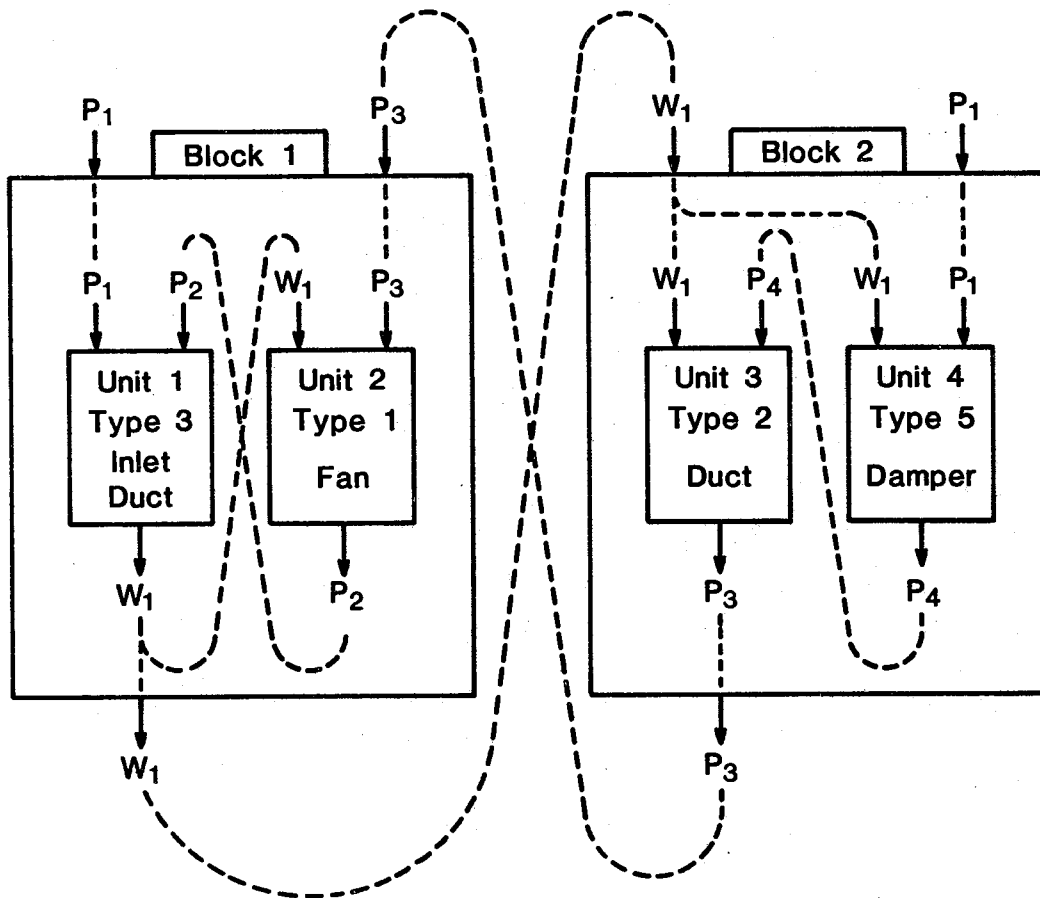 P₁ P₃ W₁ P₁
Block 1 Block 2
P₁ P₂ W₁ P₃ W₁ P₄ W₁ P₁
Unit 1
Type 3
Inlet
Duct
Unit 2
Type 1
Fan
Unit 3
Type 2
Duct
Unit 4
Type 5
Damper
W₁ P₂ P₃ P₄
W₁ P₃